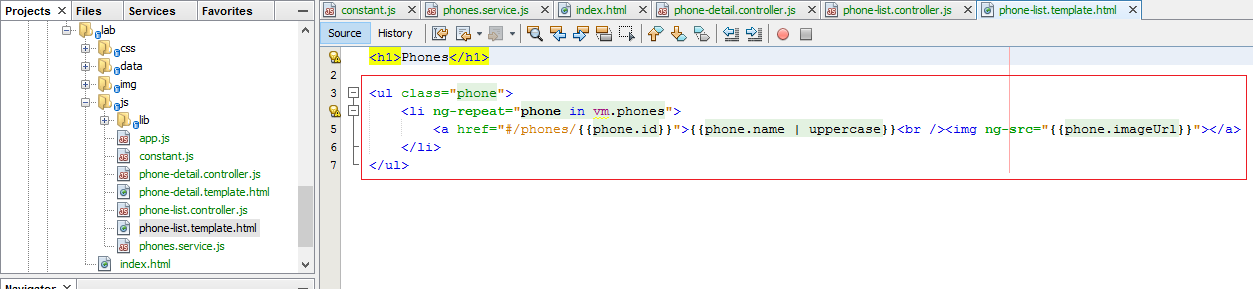 Projects Files Services Favorites
lab
css
data
img
js
lib
app.js
constant.js
phone-detail.controller.js
phone-detail.template.html
phone-list.controller.js
phone-list.template.html
phones.service.js
index.html
Navigator
constant.js phones.service.js index.html phone-detail.controller.js phone-list.controller.js phone-list.template.html
Source History
<h1>Phones</h1>
2
3 <ul class="phone">
<li ng-repeat="phone in vm.phones">
5 <a href="#/phones/{{phone.id}}">{{phone.name | uppercase}}<br /><img ng-src="{{phone.imageUrl}}"></a>
6 </li>
7 </ul>